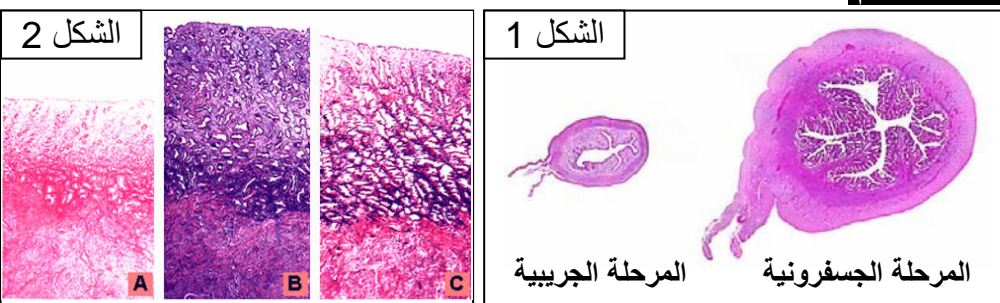 الشكل 1
المرحلة الجريبية
المرحلة الجسفرونية
الشكل 2
A
B
C